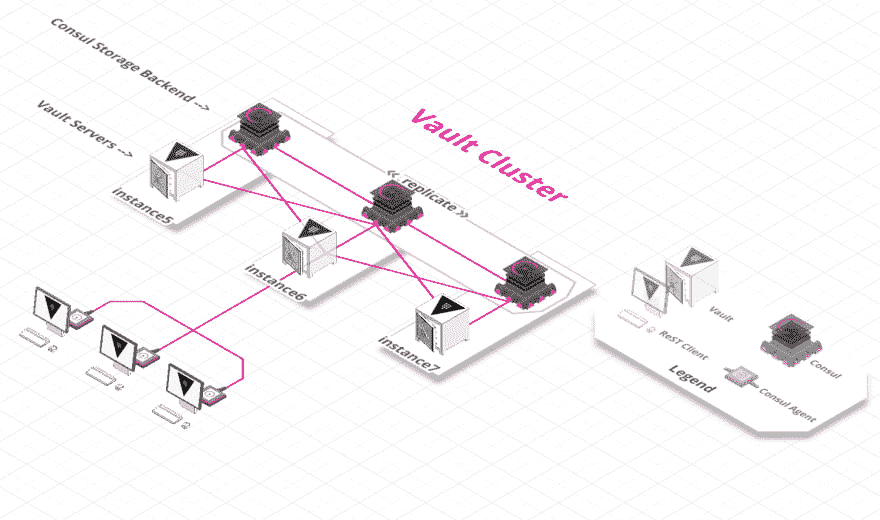 Consul Storage Backend -->
Vault Servers -->
Vault Cluster
<< replicate >>
instance5
instance6
instance7
Vault
ReST Client
Consul
Consul Agent
Legend